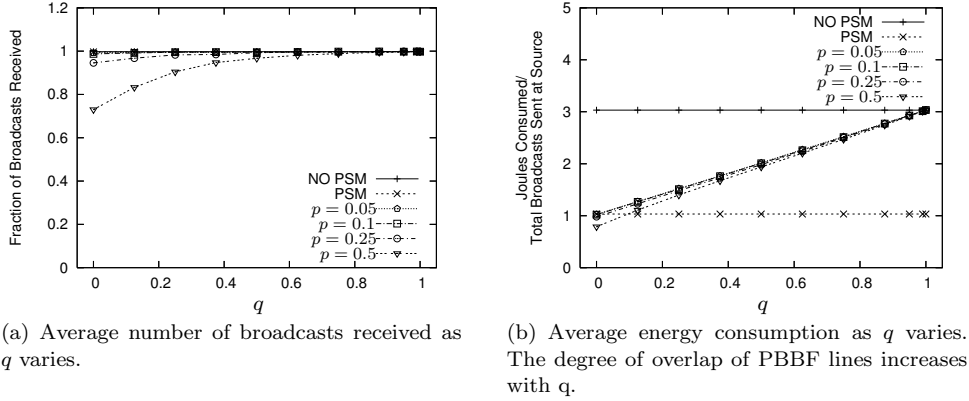 1.2
1
0.8
0.6
0.4
0.2
0
Fraction of Broadcasts Received
NO PSM
PSM
p = 0.05
p = 0.1
p = 0.25
p = 0.5
0 0.2 0.4 0.6 0.8 1
q
(a) Average number of broadcasts received as
q varies.
5
4
3
2
1
0
Joules Consumed/
Total Broadcasts Sent at Source
NO PSM
PSM
p = 0.05
p = 0.1
p = 0.25
p = 0.5
0 0.2 0.4 0.6 0.8 1
q
(b) Average energy consumption as q varies.
The degree of overlap of PBBF lines increases
with q.